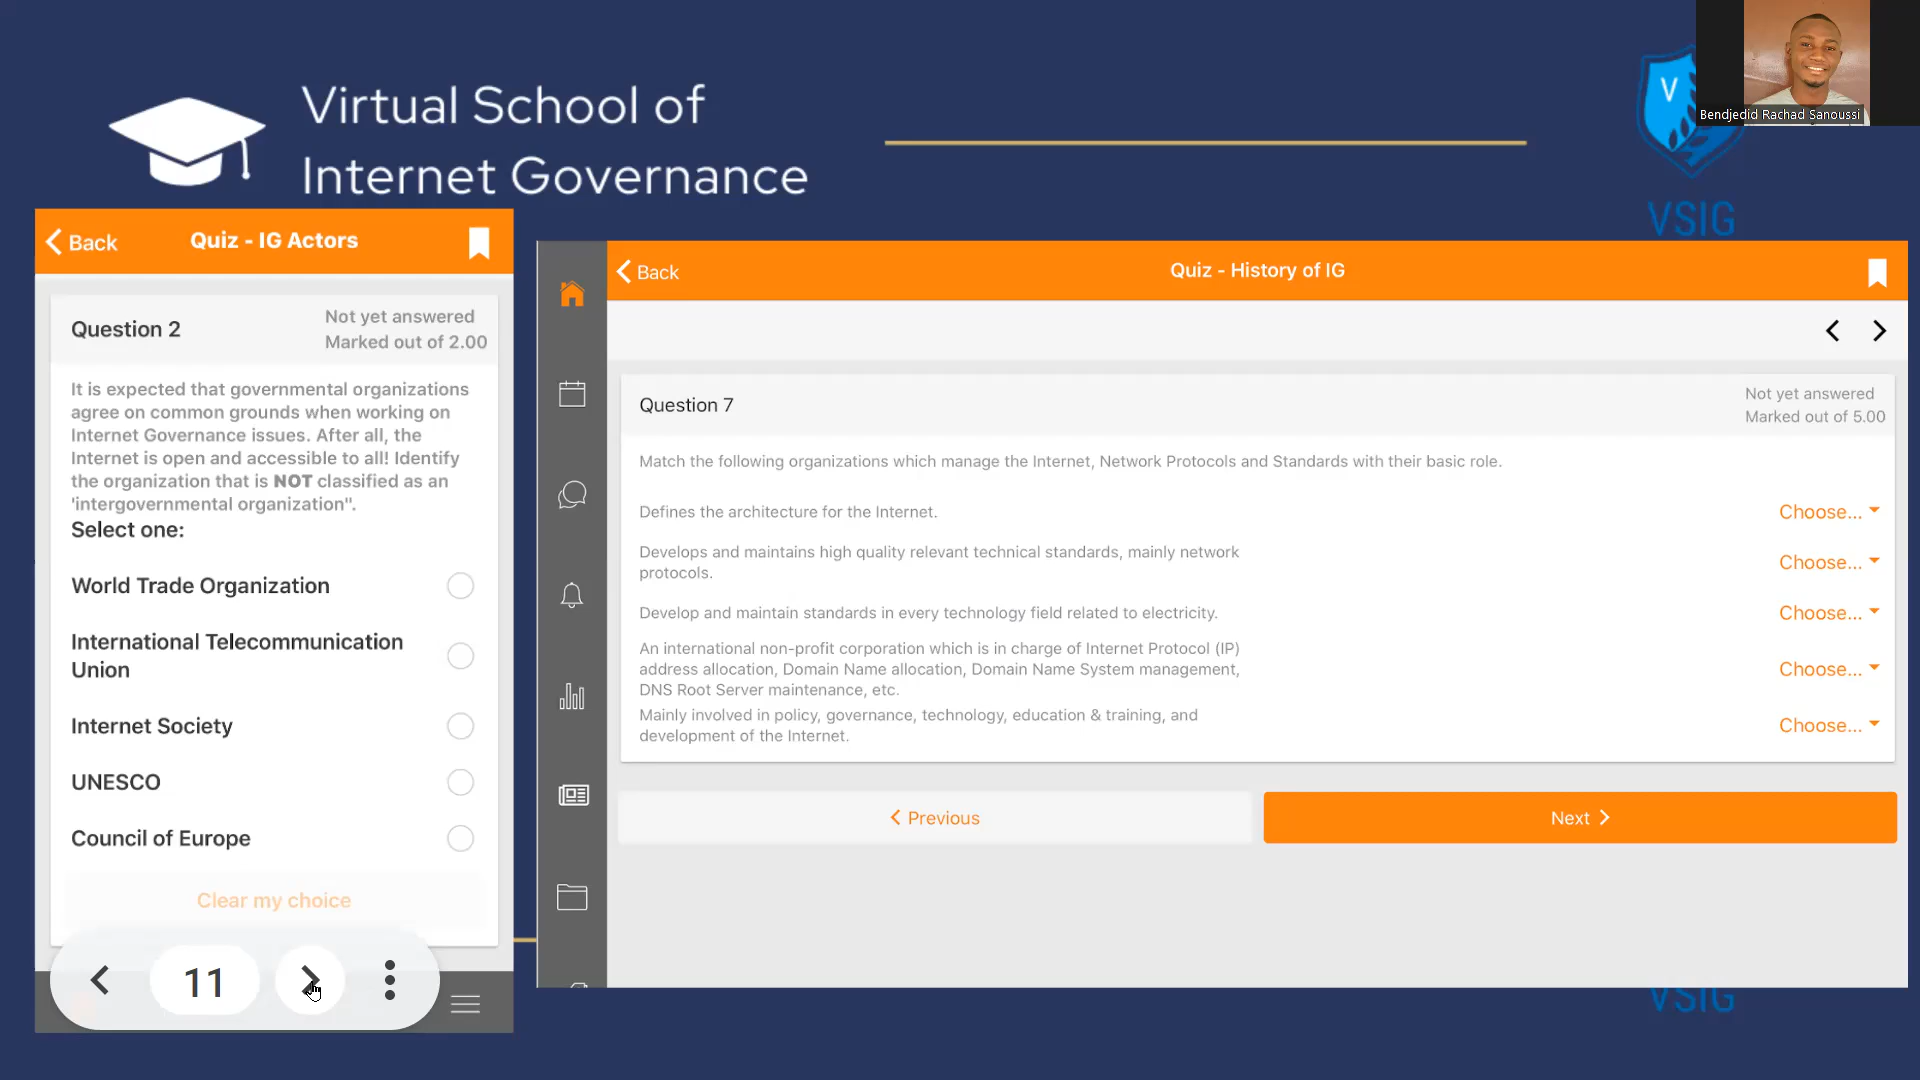 Virtual School of
Internet Governance
V
Bendjedid Rachad Sanoussi
VSIG
Back
Quiz - IG Actors
Question 2
Not yet answered
Marked out of 2.00
It is expected that governmental organizations
agree on common grounds when working on
Internet Governance issues. After all, the
Internet is open and accessible to all! Identify
the organization that is NOT classified as an
'intergovernmental organization".
Select one:
World Trade Organization
International Telecommunication
Union
Internet Society
UNESCO
Council of Europe
Clear my choice
11
Back
Quiz - History of IG
Question 7
Not yet answered
Marked out of 5.00
Match the following organizations which manage the Internet, Network Protocols and Standards with their basic role.
Defines the architecture for the Internet.
Choose...
Develops and maintains high quality relevant technical standards, mainly network
protocols.
Choose...
Develop and maintain standards in every technology field related to electricity.
Choose...
An international non-profit corporation which is in charge of Internet Protocol (IP)
address allocation, Domain Name allocation, Domain Name System management,
DNS Root Server maintenance, etc.
Choose...
Mainly involved in policy, governance, technology, education & training, and
development of the Internet.
Choose...
Previous
Next
VSIG